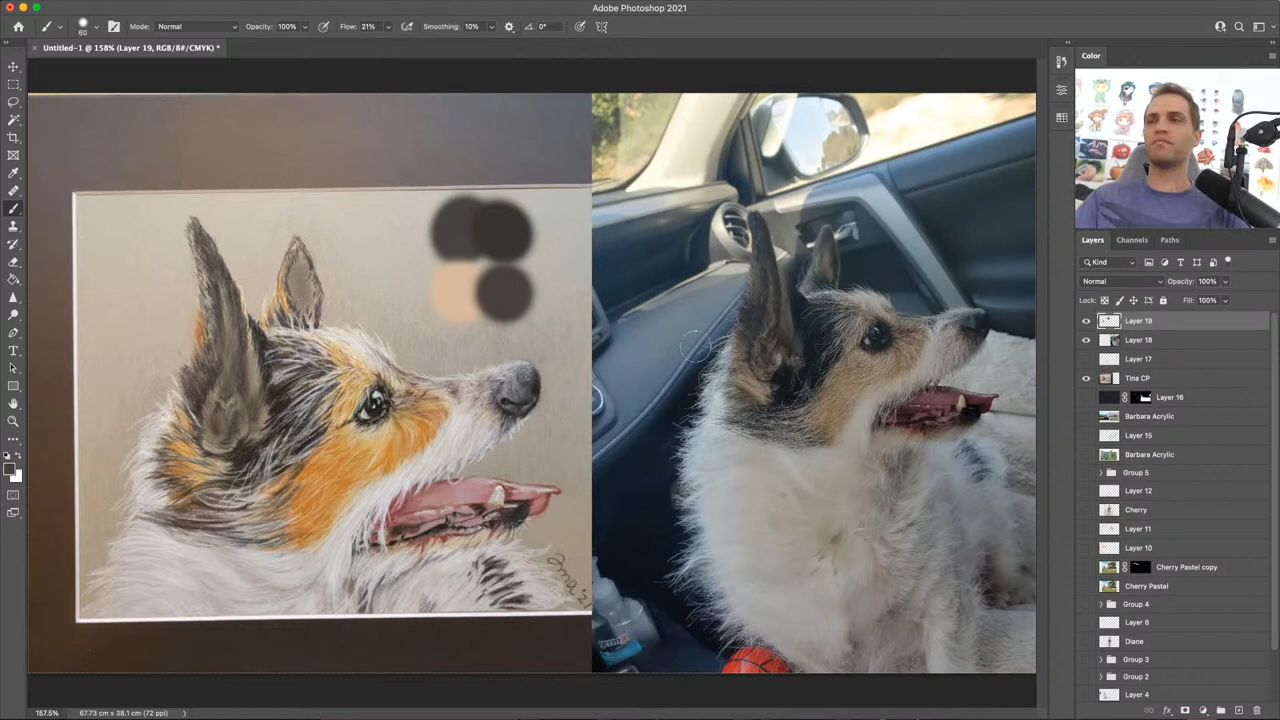 Adobe Photoshop 2021
60
Mode: Normal
Opacity: 100%
Flow: 21%
Smoothing: 10%
0°
Untitled-1 @ 158% (Layer 19, RGB/8#/CMYK) *
Color
Layers Channels Paths
Kind
Normal
Opacity: 100%
Lock:
Fill: 100%
Layer 19
Layer 18
Layer 17
Tina CP
Layer 16
Barbara Acrylic
Layer 15
Barbara Acrylic
Group 5
Layer 12
Cherry
Layer 11
Layer 10
Cherry Pastel copy
Cherry Pastel
Group 4
Layer 8
Diane
Group 3
Group 2
Layer 4
fx
157.5%
67.73 cm x 38.1 cm (72 ppi)